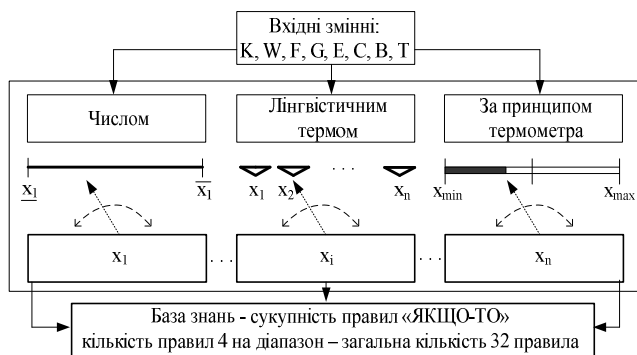 Вхідні змінні:
K, W, F, G, E, C, B, T
Числом
Лінгвістичним
термом
За принципом
термометра
x1 x1 x1 x2 . . . xn xmin xmax
x1 . . . xi . . . xn
База знань - сукупність правил «ЯКЩО-ТО»
кількість правил 4 на діапазон – загальна кількість 32 правила